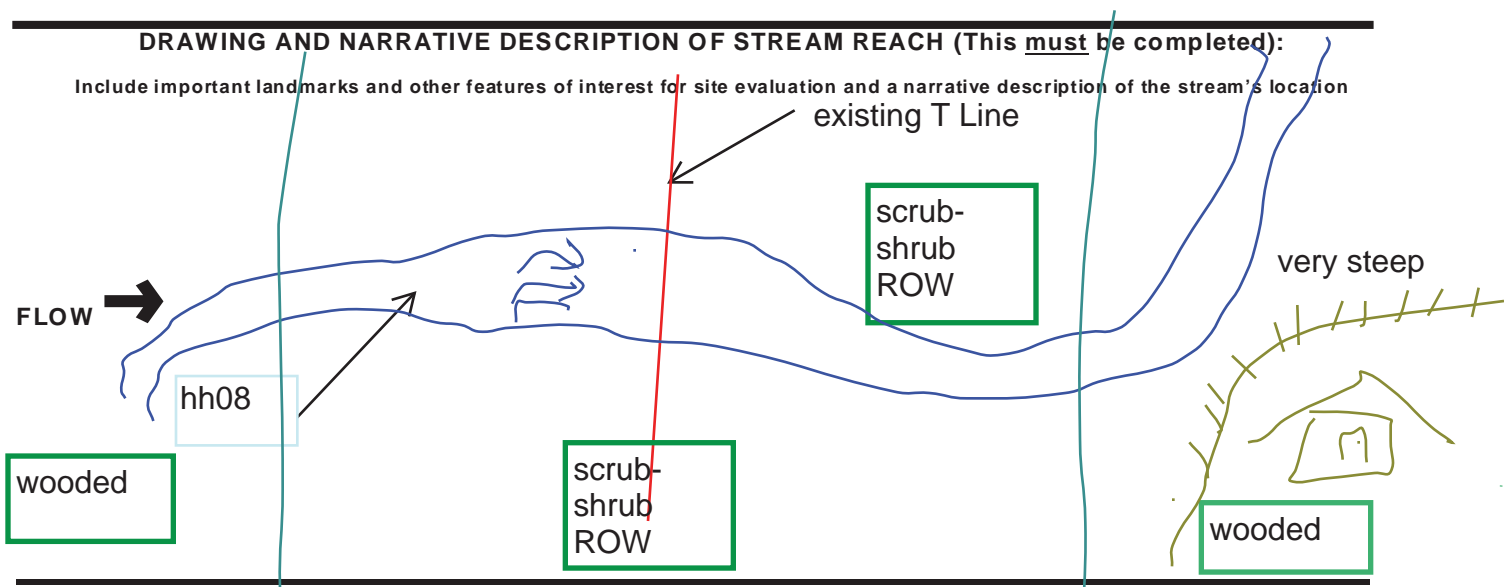 DRAWING AND NARRATIVE DESCRIPTION OF STREAM REACH (This must be completed):
Include important landmarks and other features of interest for site evaluation and a narrative description of the stream's location
existing T Line
scrub-
shrub
ROW
very steep
FLOW
hh08
wooded
scrub-
shrub
ROW
wooded